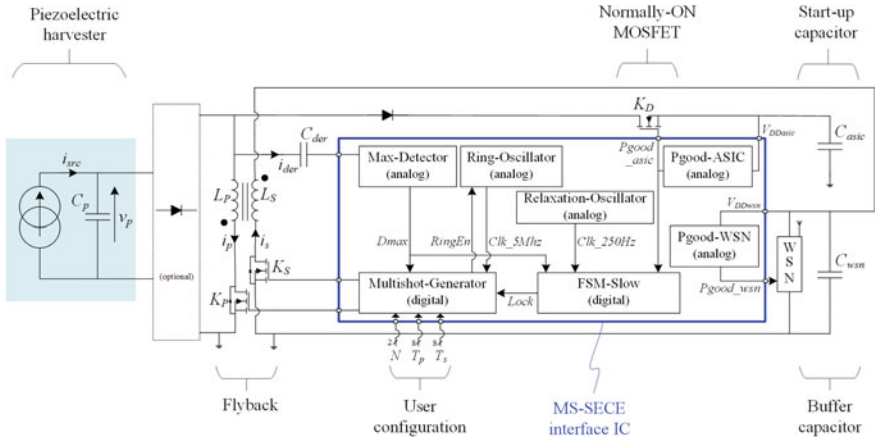 Piezoelectric
harvester
Normally-ON
MOSFET
Start-up
capacitor
K_D
i_src
C_p
v_p
(optional)
C_der
i_der
L_P
L_S
i_p
i_s
K_S
K_P
Max-Detector
(analog)
Ring-Oscillator
(analog)
Pgood
_asic
Pgood-ASIC
(analog)
V_DDasic
C_asic
Relaxation-Oscillator
(analog)
V_DDwsn
Pgood-WSN
(analog)
WSN
C_wsn
Dmax
RingEn
Clk_5Mhz
Clk_250Hz
Pgood_wsn
Multishot-Generator
(digital)
Lock
FSM-Slow
(digital)
2 8 8
N T_p T_s
Flyback
User
configuration
MS-SECE
interface IC
Buffer
capacitor